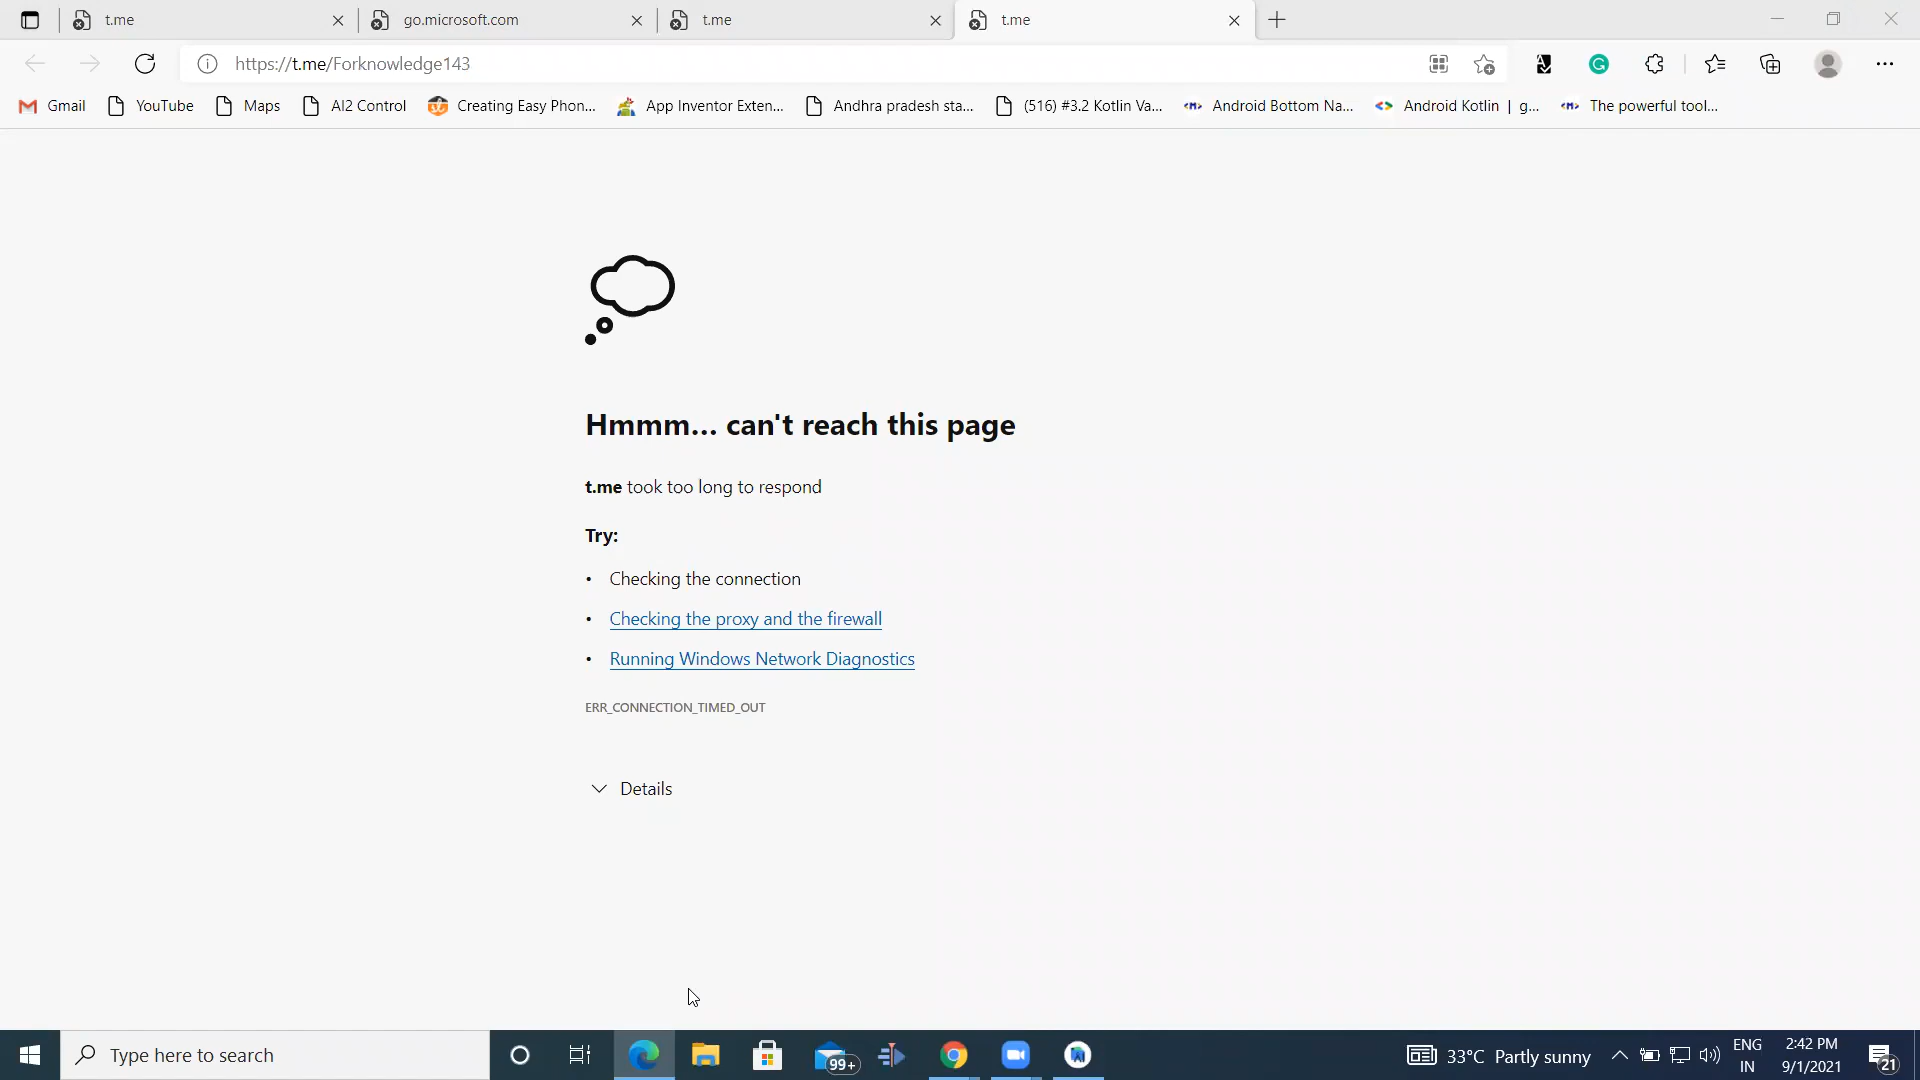 t.me
go.microsoft.com
t.me
t.me
https://t.me/Forknowledge143
Gmail
YouTube
Maps
AI2 Control
Creating Easy Phon...
App Inventor Exten...
Andhra pradesh sta...
(516) #3.2 Kotlin Va...
Android Bottom Na...
Android Kotlin | g...
The powerful tool...
Hmmm... can't reach this page
t.me took too long to respond
Try:
• Checking the connection
• Checking the proxy and the firewall
• Running Windows Network Diagnostics
ERR_CONNECTION_TIMED_OUT
Details
Type here to search
99+
33°C Partly sunny
ENG
IN
2:42 PM
9/1/2021
21